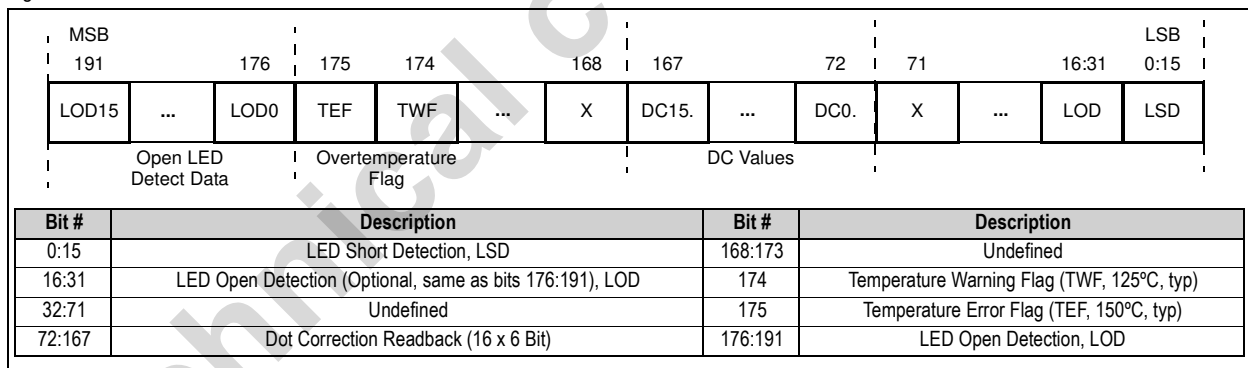 MSB LSB
191 176 175 174 168 167 72 71 16:31 0:15
LOD15 ... LOD0 TEF TWF ... X DC15. ... DC0. X ... LOD LSD
Open LED Overtemperature DC Values
Detect Data Flag
Bit # Description Bit # Description
0:15 LED Short Detection, LSD 168:173 Undefined
16:31 LED Open Detection (Optional, same as bits 176:191), LOD 174 Temperature Warning Flag (TWF, 125ºC, typ)
32:71 Undefined 175 Temperature Error Flag (TEF, 150ºC, typ)
72:167 Dot Correction Readback (16 x 6 Bit) 176:191 LED Open Detection, LOD